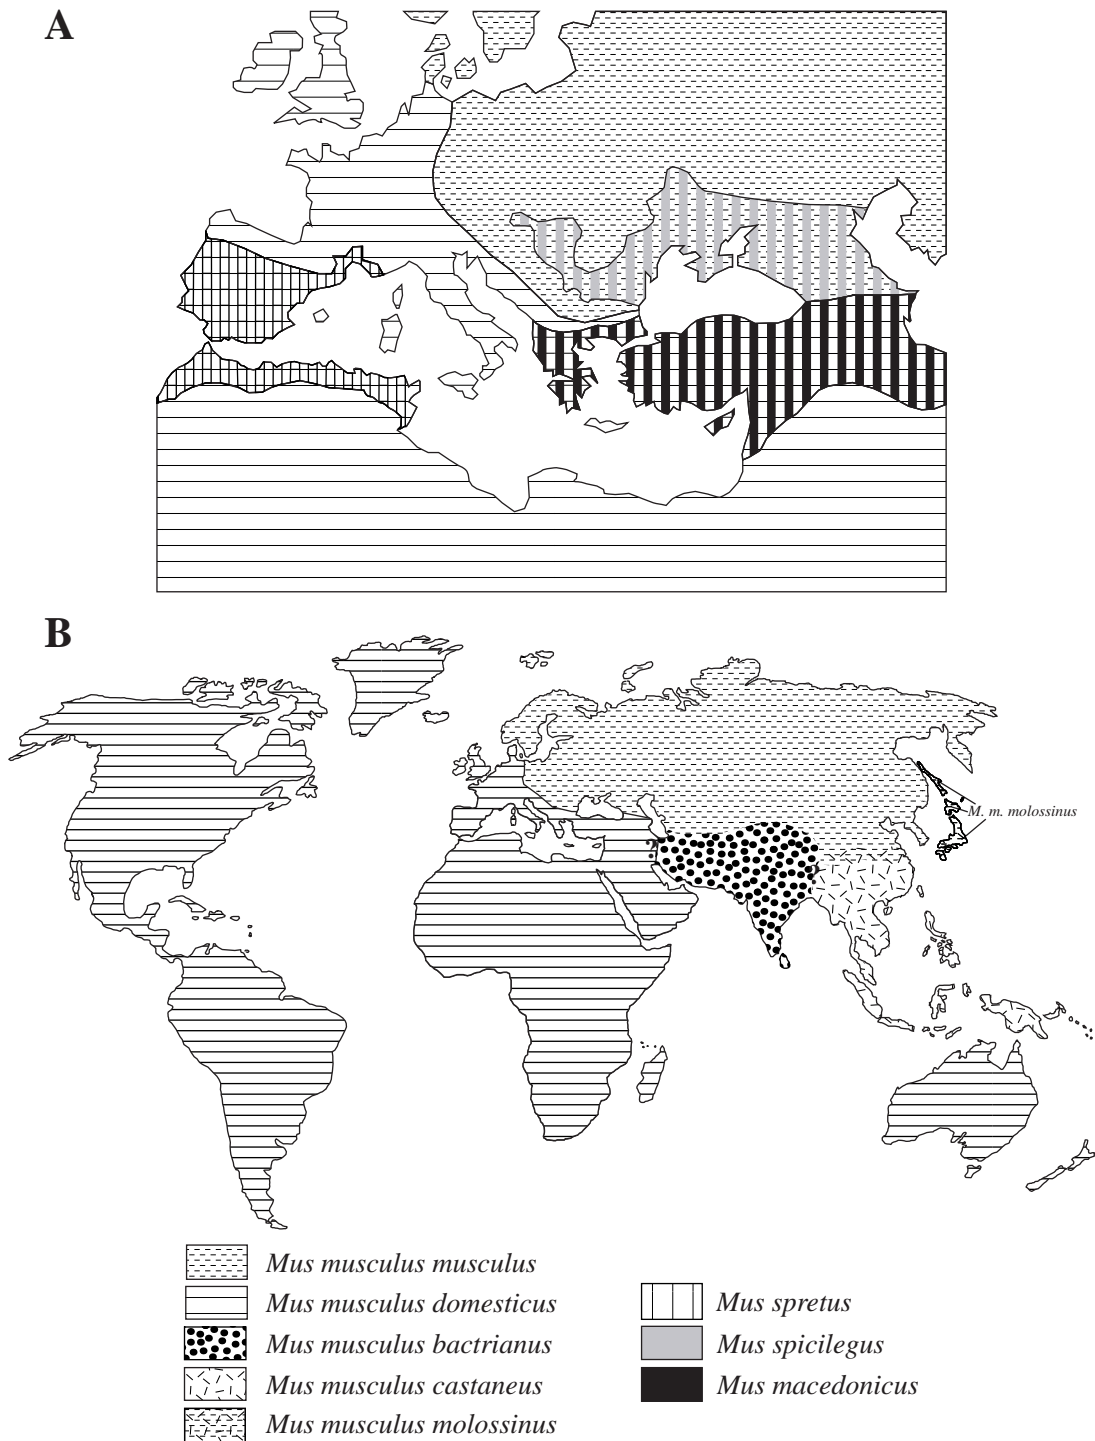 A
B
M. m. molossinus
?
Mus musculus musculus
Mus musculus domesticus
Mus musculus bactrianus
Mus musculus castaneus
Mus musculus molossinus
Mus spretus
Mus spicilegus
Mus macedonicus